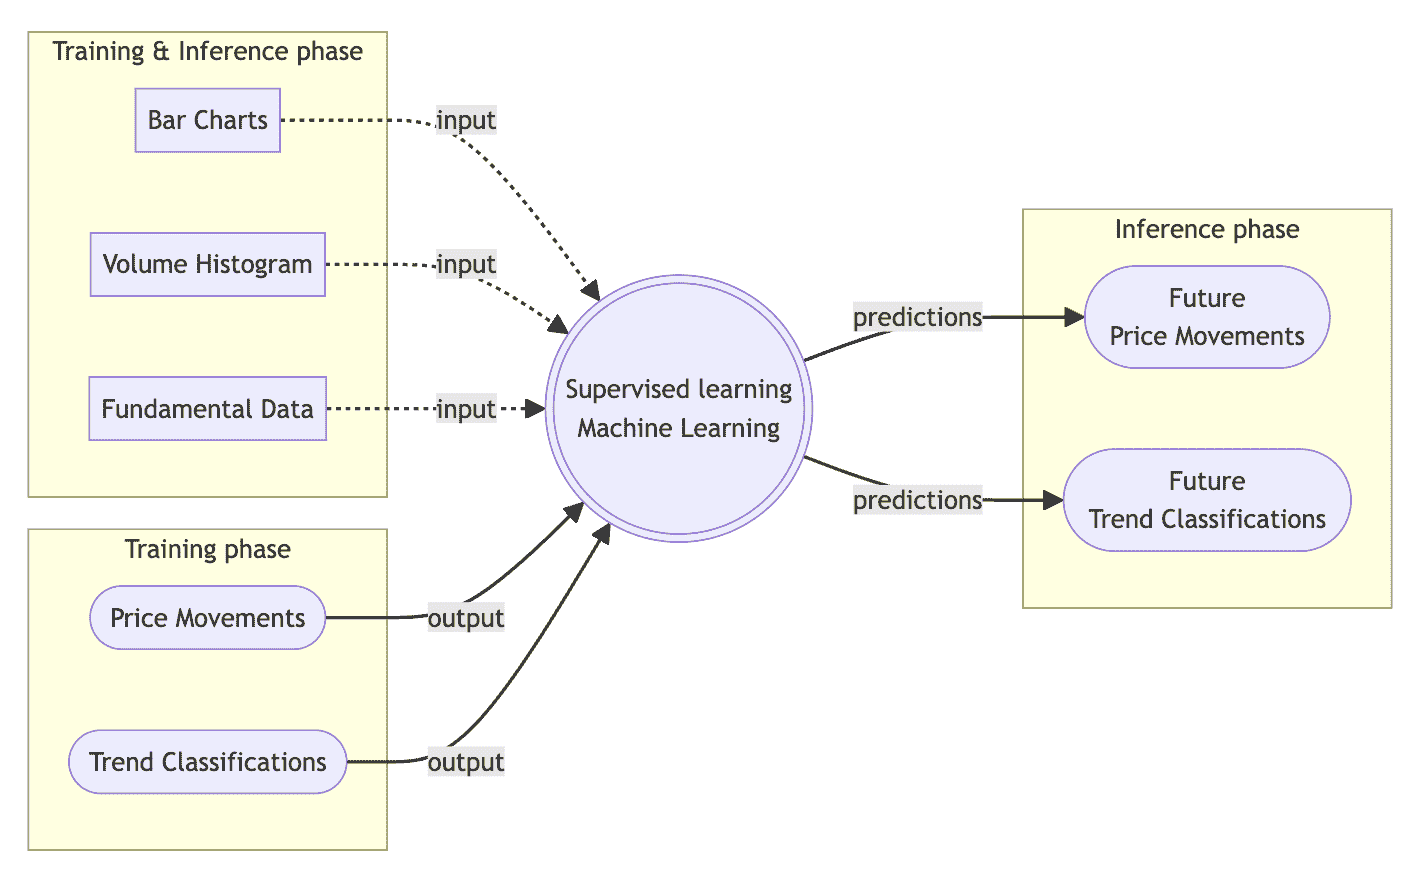 Training & Inference phase
Bar Charts
input
Volume Histogram
input
Fundamental Data
input
Training phase
Price Movements
output
Trend Classifications
output
Supervised learning
Machine Learning
predictions
predictions
Inference phase
Future
Price Movements
Future
Trend Classifications